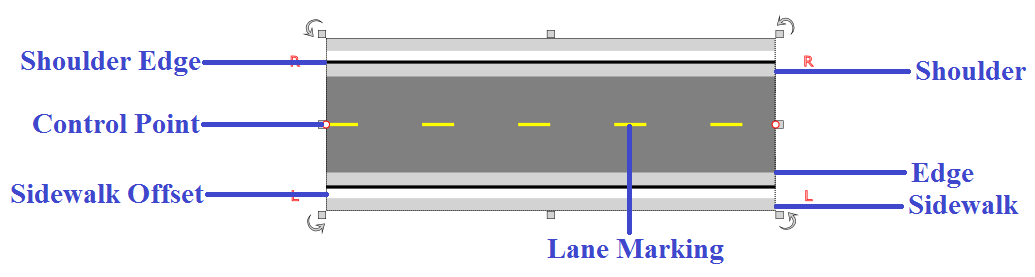 Shoulder Edge
R
R
Shoulder
Control Point
Edge
Sidewalk Offset
L
L
Sidewalk
Lane Marking